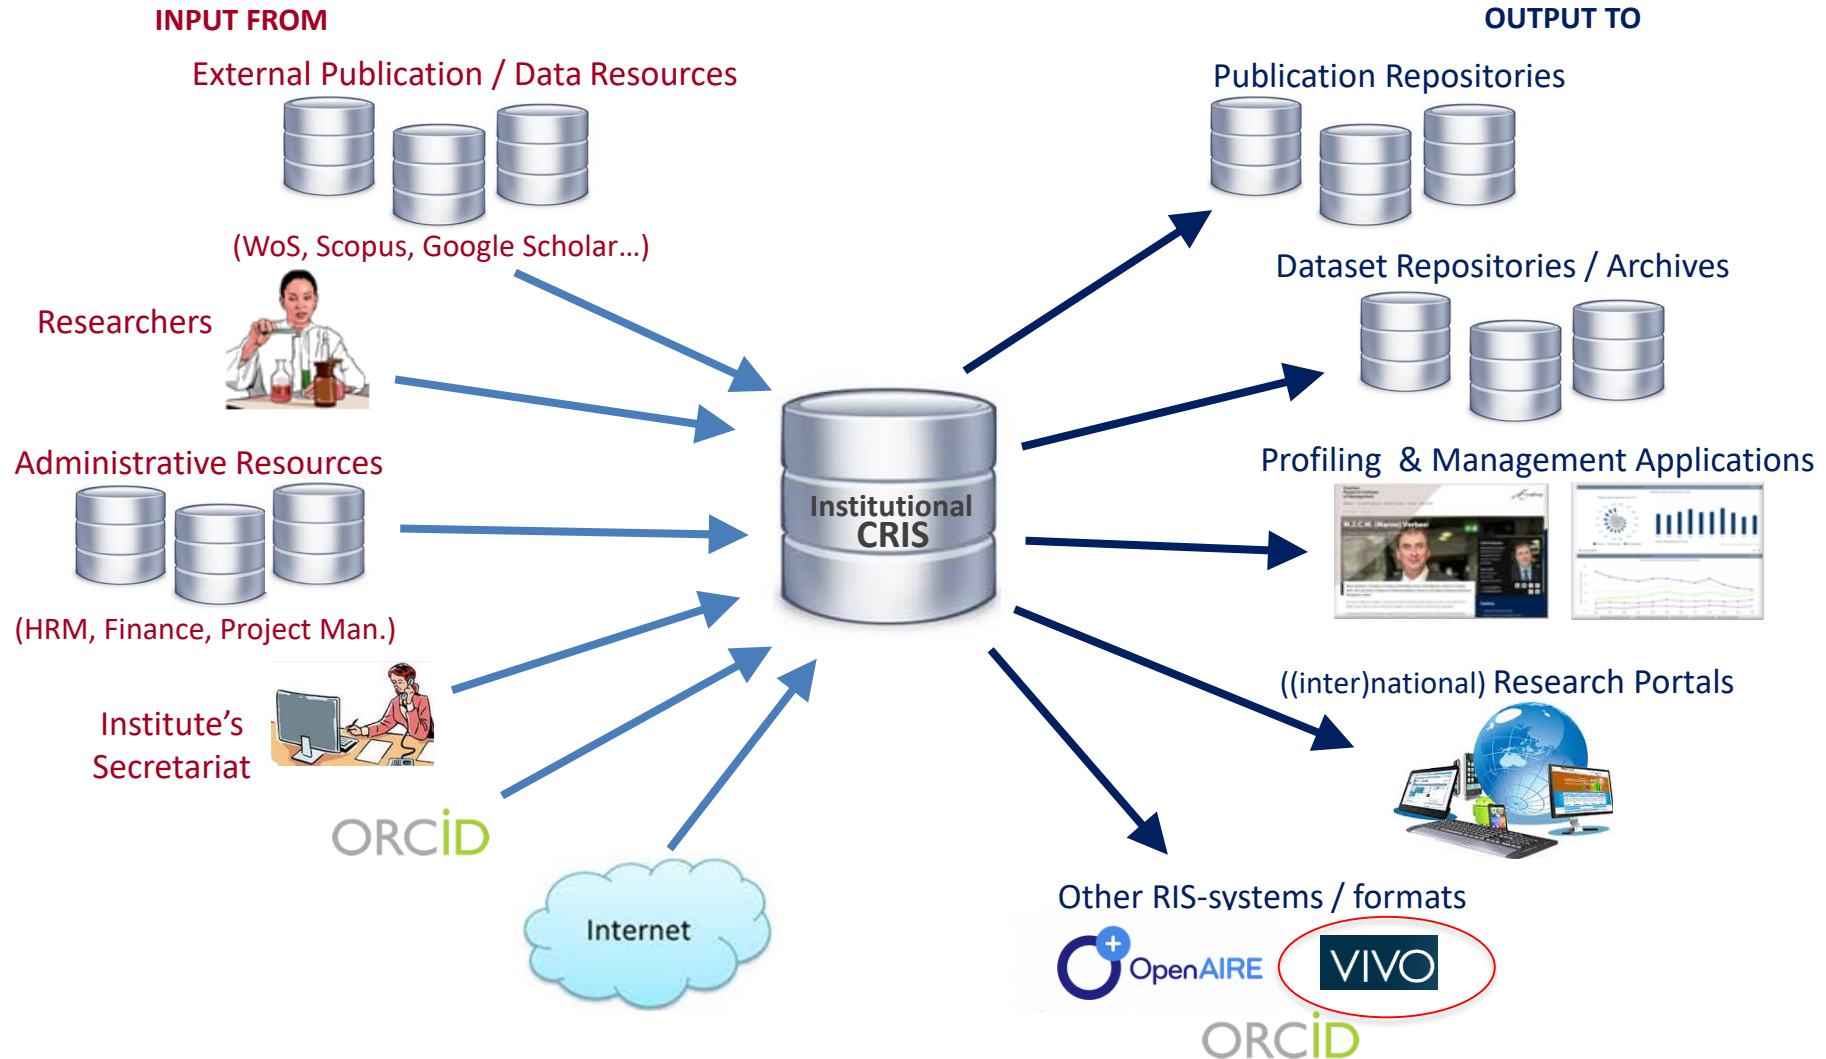 INPUT FROM
External Publication / Data Resources
(WoS, Scopus, Google Scholar...)
Researchers
Administrative Resources
(HRM, Finance, Project Man.)
Institute’s
Secretariat
ORCiD
Internet
Institutional
CRIS
OUTPUT TO
Publication Repositories
Dataset Repositories / Archives
Profiling & Management Applications
M.J.C.M. (Marno) Verbeek
((inter)national) Research Portals
Other RIS-systems / formats
OpenAIRE
VIVO
ORCiD